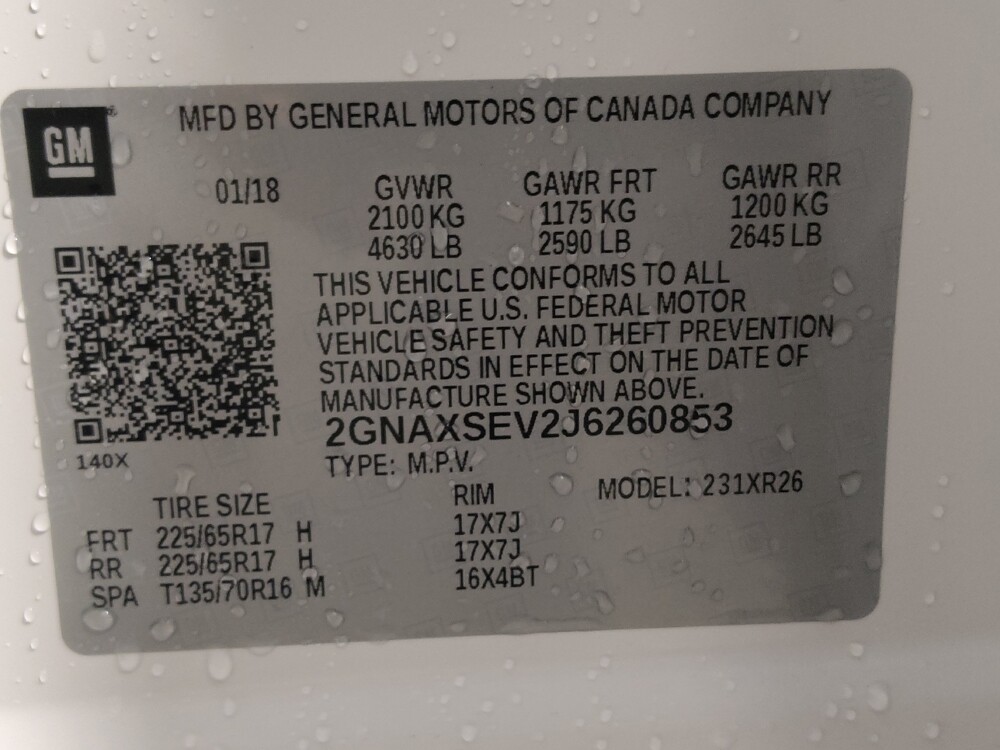 GM
MFD BY GENERAL MOTORS OF CANADA COMPANY
01/18 GVWR GAWR FRT GAWR RR
2100 KG 1175 KG 1200 KG
4630 LB 2590 LB 2645 LB
THIS VEHICLE CONFORMS TO ALL
APPLICABLE U.S. FEDERAL MOTOR
VEHICLE SAFETY AND THEFT PREVENTION
STANDARDS IN EFFECT ON THE DATE OF
MANUFACTURE SHOWN ABOVE.
2GNAXSEV2J6260853
140X
TYPE: M.P.V.
TIRE SIZE RIM MODEL: 231XR26
FRT 225/65R17 H 17X7J
RR 225/65R17 H 17X7J
SPA T135/70R16 M 16X4BT